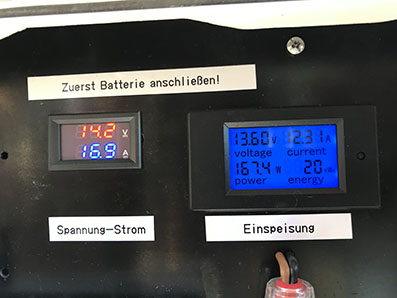 Zuerst Batterie anschließen!
14.2 V
16.9 A
13.60 V 12.31 A
voltage current
167.4 W 20 Wh
power energy
Spannung-Strom
Einspeisung